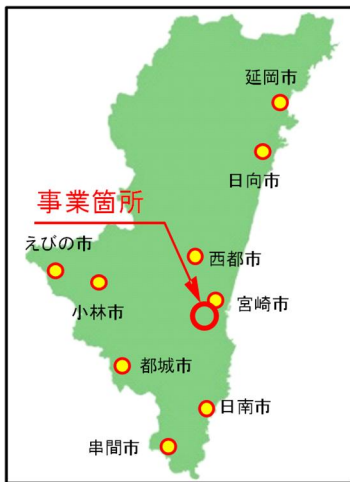 延岡市
日向市
事業箇所
えびの市
西都市
小林市
宮崎市
都城市
日南市
串間市